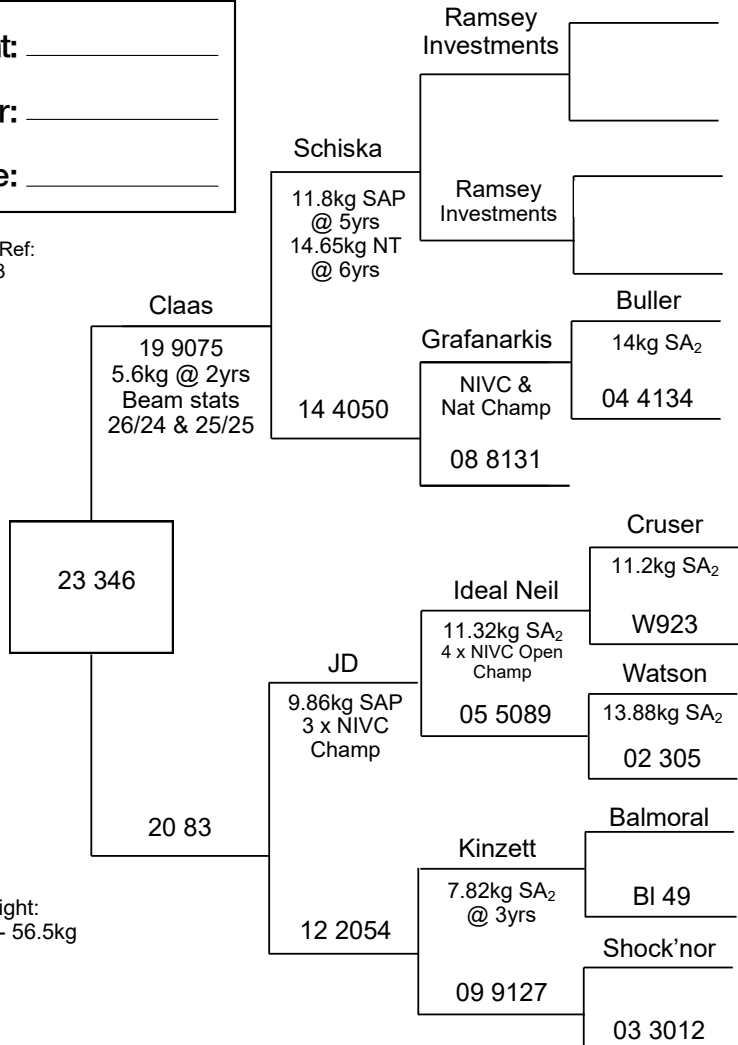 t:
r:
e:
Ref:
3
Ramsey
Investments
Schiska
11.8kg SAP
@ 5yrs
14.65kg NT
@ 6yrs
Ramsey
Investments
Claas
19 9075
5.6kg @ 2yrs
Beam stats
26/24 & 25/25
14 4050
Grafanarkis
NIVC &
Nat Champ
08 8131
Buller
14kg SA₂
04 4134
23 346
Cruser
11.2kg SA₂
W923
Ideal Neil
11.32kg SA₂
4 x NIVC Open
Champ
05 5089
Watson
13.88kg SA₂
02 305
JD
9.86kg SAP
3 x NIVC
Champ
20 83
Balmoral
Bl 49
Kinzett
7.82kg SA₂
@ 3yrs
09 9127
12 2054
Shock’nor
03 3012
ight:
- 56.5kg